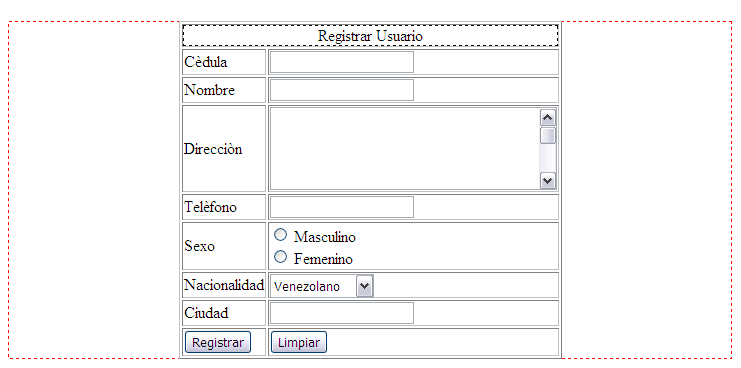 Registrar Usuario
Cèdula
Nombre
Direcciòn
Telèfono
Sexo
Masculino
Femenino
Nacionalidad Venezolano
Ciudad
Registrar Limpiar